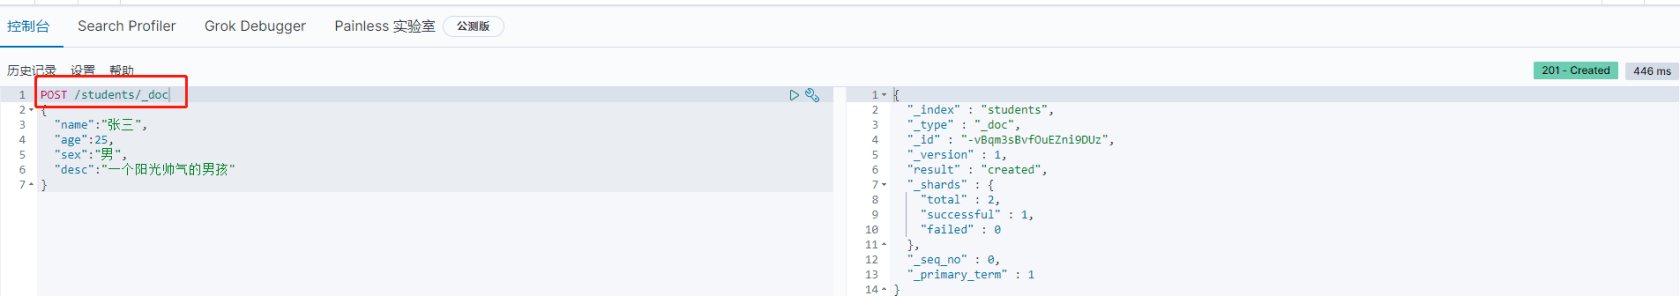 控制台 Search Profiler Grok Debugger Painless 实验室 公测版
历史记录 设置 帮助 201 - Created 446 ms
1 POST /students/_doc
2 {
3 "name":"张三",
4 "age":25,
5 "sex":"男",
6 "desc":"一个阳光帅气的男孩"
7 }
1 {
2 "_index" : "students",
3 "_type" : "_doc",
4 "_id" : "-vBqm3sBvfOuEZni9DUz",
5 "_version" : 1,
6 "result" : "created",
7 "_shards" : {
8 "total" : 2,
9 "successful" : 1,
10 "failed" : 0
11 },
12 "_seq_no" : 0,
13 "_primary_term" : 1
14 }